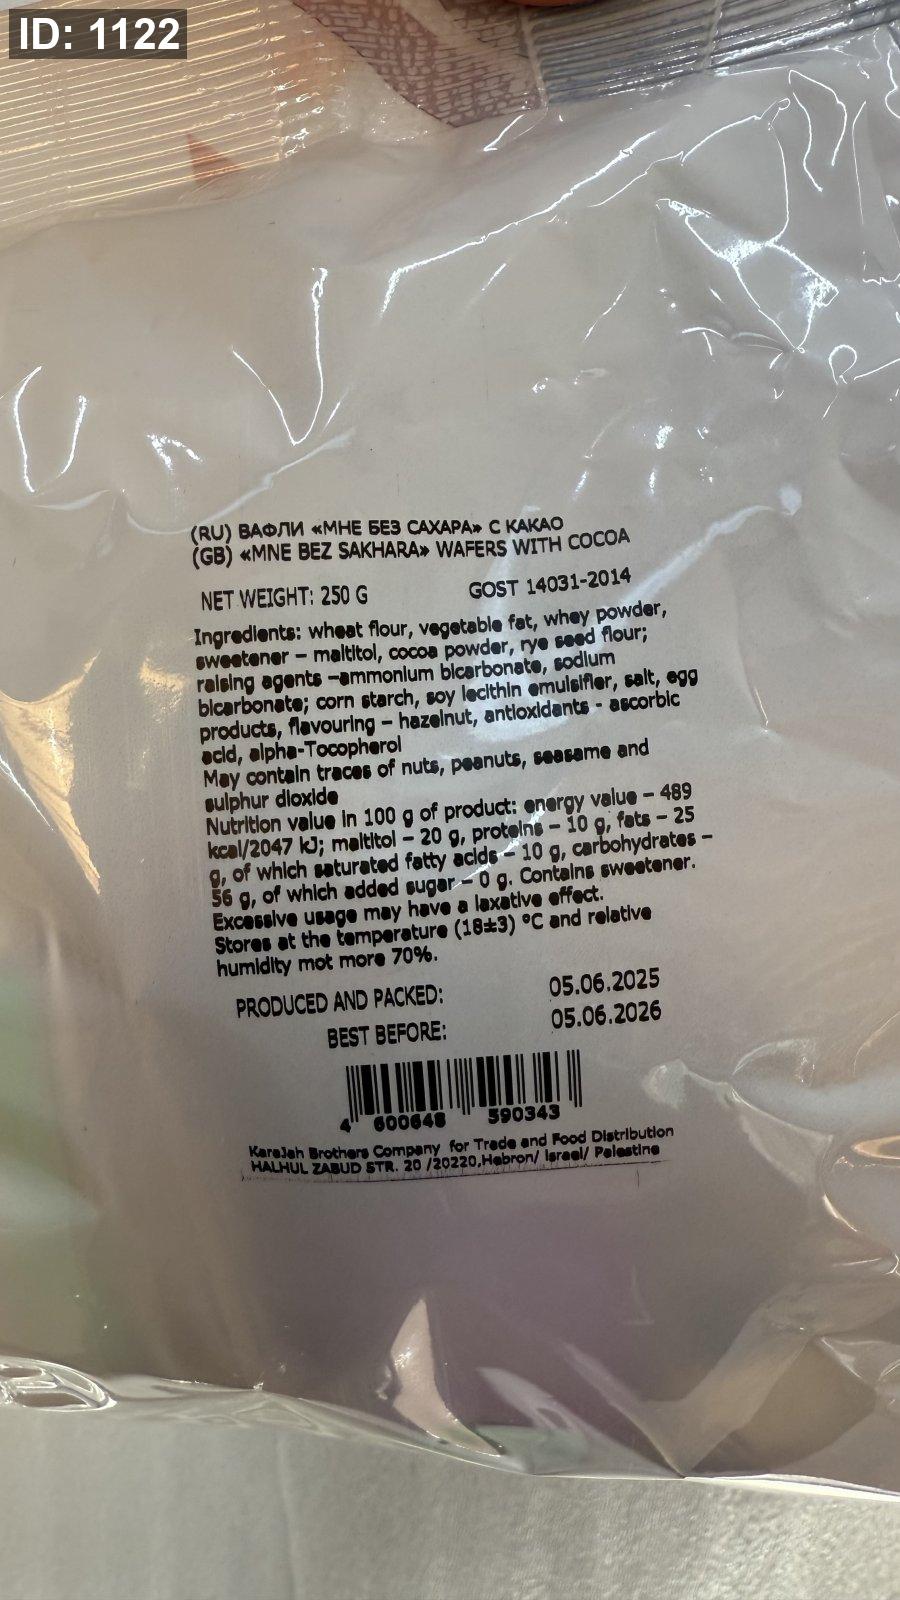 ID: 1122
(RU) ВАФЛИ «МНЕ БЕЗ САХАРА» С КАКАО
(GB) «MNE BEZ SAKHARA» WAFERS WITH COCOA
NET WEIGHT: 250 G GOST 14031-2014
Ingredients: wheat flour, vegetable fat, whey powder,
sweetener – maltitol, cocoa powder, rye seed flour;
raising agents –ammonium bicarbonate, sodium
bicarbonate; corn starch, soy lecithin emulsifier, salt, egg
products, flavouring – hazelnut, antioxidants - ascorbic
acid, alpha-Tocopherol
May contain traces of nuts, peanuts, seasame and
sulphur dioxide
Nutrition value in 100 g of product: energy value – 489
kcal/2047 kJ; maltitol – 20 g, proteins – 10 g, fats – 25
g, of which saturated fatty acids – 10 g, carbohydrates –
56 g, of which added sugar – 0 g. Contains sweetener.
Excessive usage may have a laxative effect.
Stores at the temperature (18±3) °C and relative
humidity mot more 70%.
PRODUCED AND PACKED: 05.06.2025
BEST BEFORE: 05.06.2026
4 600648 590343
KaraJah Brothers Company for Trade and Food Distribution
HALHUL ZABUD STR. 20 /20220,Hebron/ Israel/ Palestine